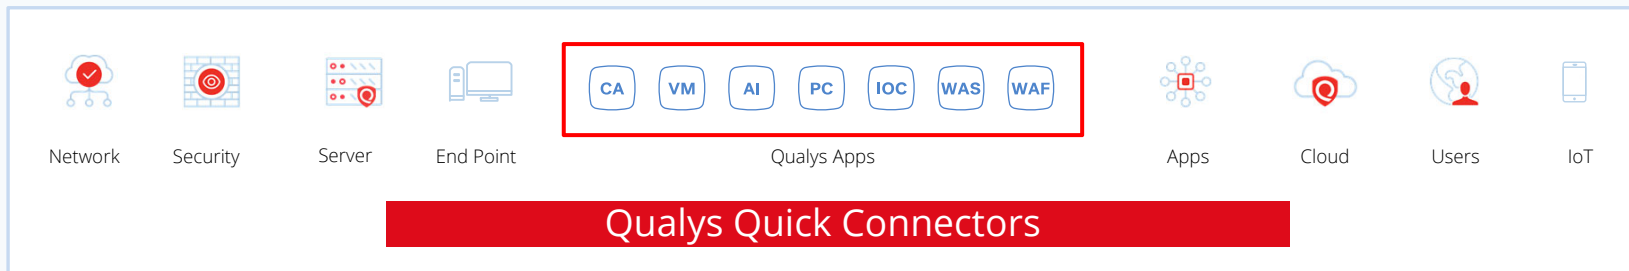 CA VM AI PC IOC WAS WAF
Network Security Server End Point Qualys Apps Apps Cloud Users IoT
Qualys Quick Connectors